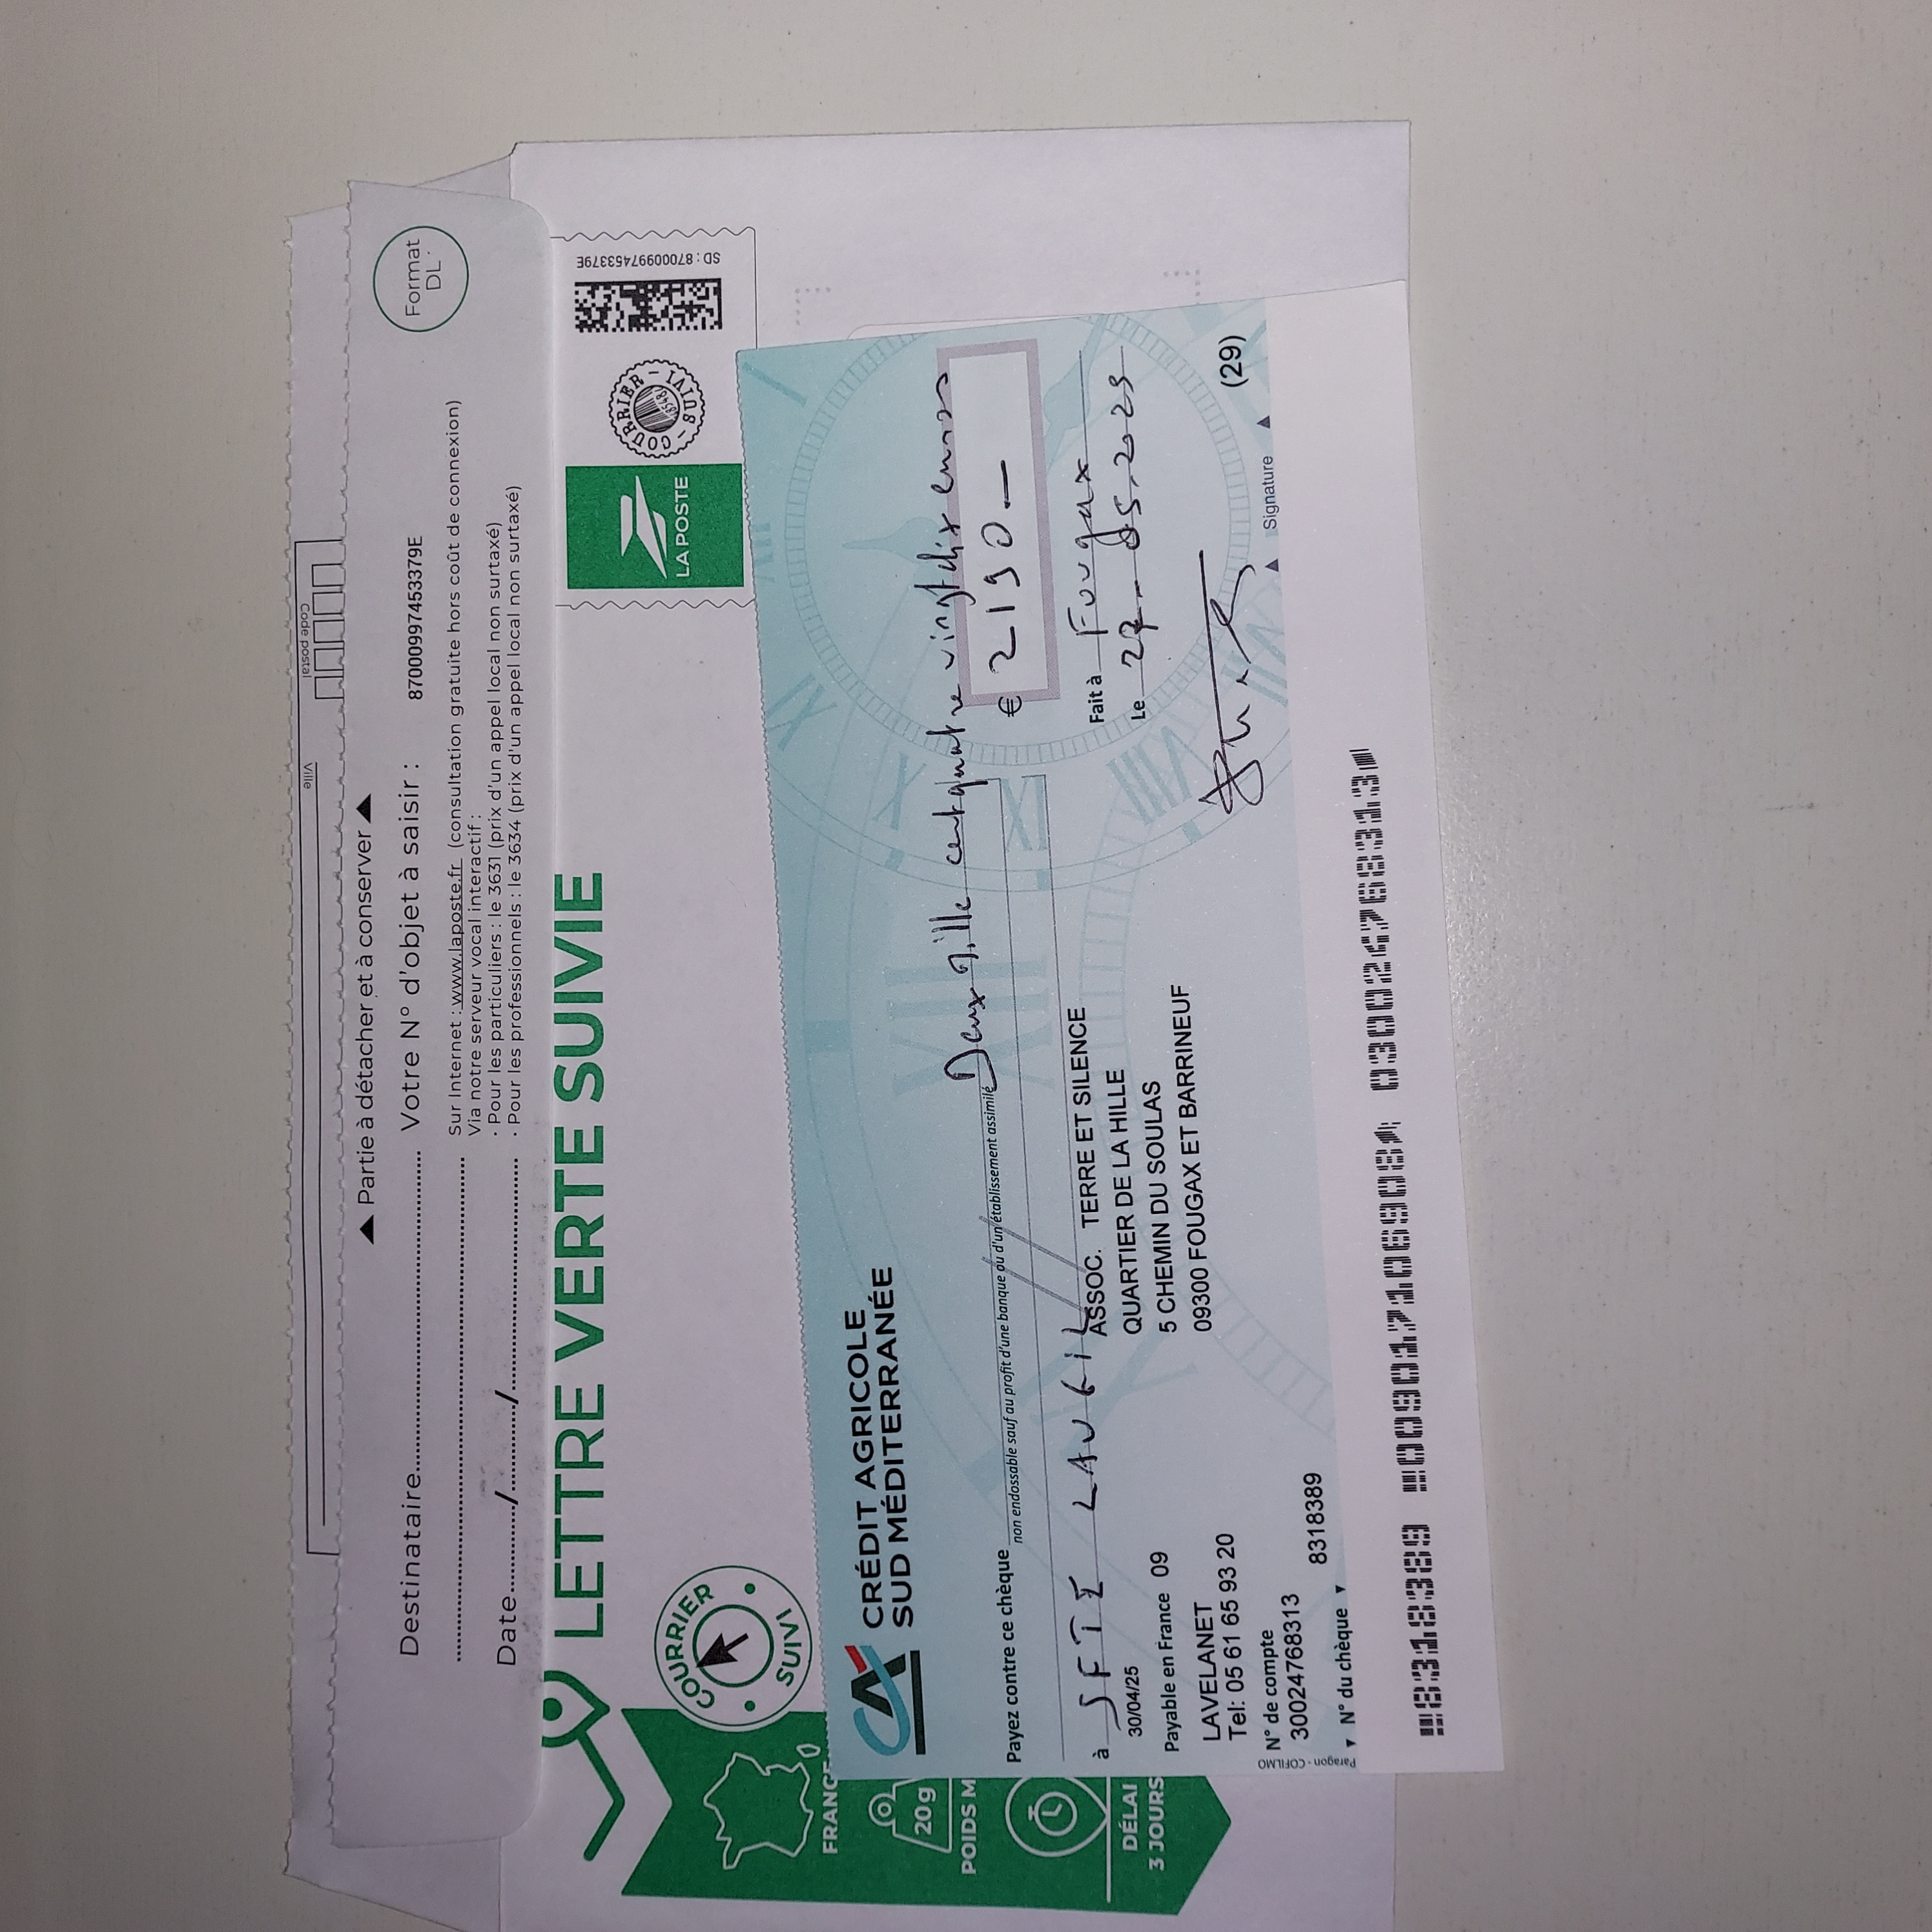 Ville
Code postal
▲ Partie à détacher et à conserver ▲
Destinataire
Votre N° d'objet à saisir :
87000997453379E
Format
DL
Sur Internet : www.laposte.fr (consultation gratuite hors coût de connexion)
Via notre serveur vocal interactif :
· Pour les particuliers : le 3631 (prix d'un appel local non surtaxé)
· Pour les professionnels : le 3634 (prix d'un appel local non surtaxé)
Date ........../........../..........
LETTRE VERTE SUIVIE
LA POSTE
COURRIER - SUIVI -
SD : 87000997453379E
COURRIER
SUIVI
FRANCE
20g
POIDS M
DÉLAI
3 JOURS
CRÉDIT AGRICOLE
SUD MÉDITERRANÉE
Payez contre ce chèque
non endossable sauf au profit d'une banque ou d'un établissement assimilé
Deux mille cent quatre vingt dix euros
€ 2190 –
à
LAUGIL
30/04/25
Payable en France 09
LAVELANET
Tel: 05 61 65 93 20
N° de compte
30024768313
8318389
▼ N° du chèque ▼
Paragon - COFILMO
ASSOC. TERRE ET SILENCE
QUARTIER DE LA HILLE
5 CHEMIN DU SOULAS
09300 FOUGAX ET BARRINEUF
Fait à Fougax
Le 27-05-2025
▲ Signature ▲
(29)
8318389 009017106908 030024768313